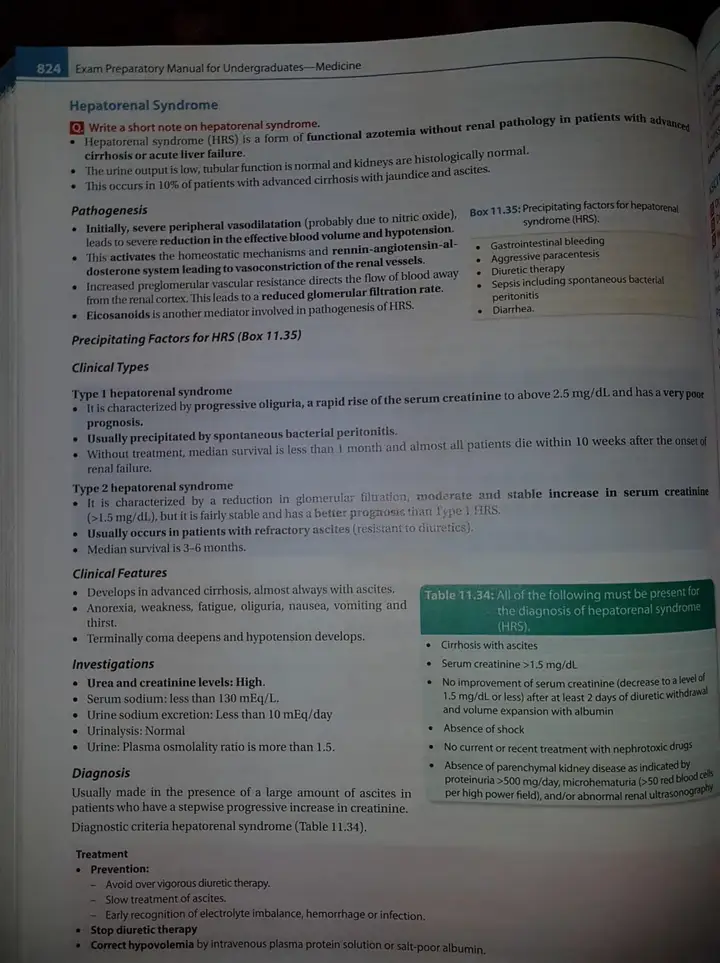 824 Exam Preparatory Manual for Undergraduates—Medicine
Hepatorenal Syndrome
Q. Write a short note on hepatorenal syndrome.
• Hepatorenal syndrome (HRS) is a form of functional azotemia without renal pathology in patients with advanced
cirrhosis or acute liver failure.
• The urine output is low, tubular function is normal and kidneys are histologically normal.
• This occurs in 10% of patients with advanced cirrhosis with jaundice and ascites.
Pathogenesis
• Initially, severe peripheral vasodilatation (probably due to nitric oxide),
leads to severe reduction in the effective blood volume and hypotension.
• This activates the homeostatic mechanisms and rennin-angiotensin-al-
dosterone system leading to vasoconstriction of the renal vessels.
• Increased preglomerular vascular resistance directs the flow of blood away
from the renal cortex. This leads to a reduced glomerular filtration rate.
• Eicosanoids is another mediator involved in pathogenesis of HRS.
Box 11.35: Precipitating factors for hepatorenal
syndrome (HRS).
• Gastrointestinal bleeding
• Aggressive paracentesis
• Diuretic therapy
• Sepsis including spontaneous bacterial
peritonitis
• Diarrhea.
Precipitating Factors for HRS (Box 11.35)
Clinical Types
Type 1 hepatorenal syndrome
• It is characterized by progressive oliguria, a rapid rise of the serum creatinine to above 2.5 mg/dL and has a very poor
prognosis.
• Usually precipitated by spontaneous bacterial peritonitis.
• Without treatment, median survival is less than 1 month and almost all patients die within 10 weeks after the onset of
renal failure.
Type 2 hepatorenal syndrome
• It is characterized by a reduction in glomerular filtration, moderate and stable increase in serum creatinine
(>1.5 mg/dL), but it is fairly stable and has a better prognosis than Type 1 HRS.
• Usually occurs in patients with refractory ascites (resistant to diuretics).
• Median survival is 3–6 months.
Clinical Features
• Develops in advanced cirrhosis, almost always with ascites.
• Anorexia, weakness, fatigue, oliguria, nausea, vomiting and
thirst.
• Terminally coma deepens and hypotension develops.
Investigations
• Urea and creatinine levels: High.
• Serum sodium: less than 130 mEq/L.
• Urine sodium excretion: Less than 10 mEq/day
• Urinalysis: Normal
• Urine: Plasma osmolality ratio is more than 1.5.
Diagnosis
Usually made in the presence of a large amount of ascites in
patients who have a stepwise progressive increase in creatinine.
Diagnostic criteria hepatorenal syndrome (Table 11.34).
Table 11.34: All of the following must be present for
the diagnosis of hepatorenal syndrome
(HRS).
• Cirrhosis with ascites
• Serum creatinine >1.5 mg/dL
• No improvement of serum creatinine (decrease to a level of
1.5 mg/dL or less) after at least 2 days of diuretic withdrawal
and volume expansion with albumin
• Absence of shock
• No current or recent treatment with nephrotoxic drugs
• Absence of parenchymal kidney disease as indicated by
proteinuria >500 mg/day, microhematuria (>50 red blood cells
per high power field), and/or abnormal renal ultrasonography
Treatment
• Prevention:
– Avoid over vigorous diuretic therapy.
– Slow treatment of ascites.
– Early recognition of electrolyte imbalance, hemorrhage or infection.
• Stop diuretic therapy
• Correct hypovolemia by intravenous plasma protein solution or salt-poor albumin.